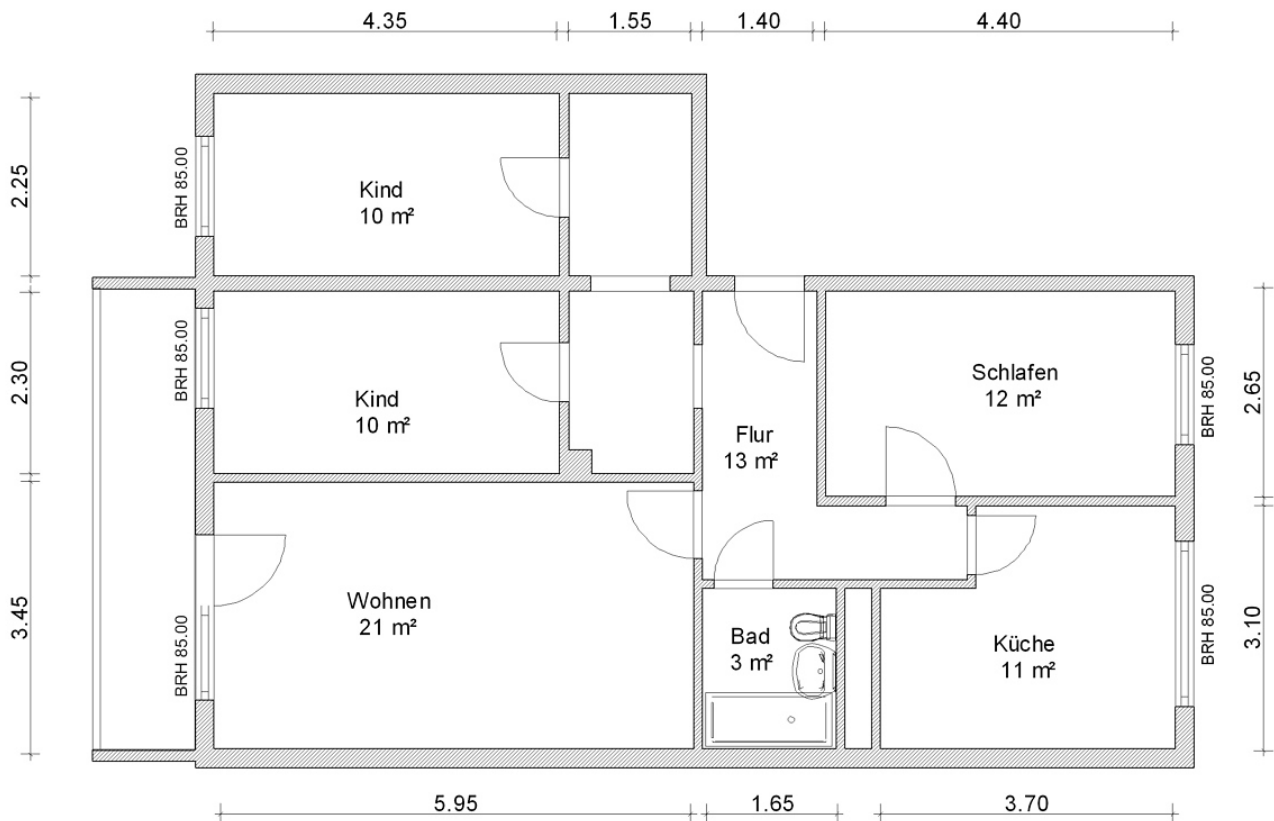 4.35
1.55
1.40
4.40
2.25
BRH 85.00
Kind
10 m²
2.30
BRH 85.00
Kind
10 m²
Flur
13 m²
Schlafen
12 m²
BRH 85.00
2.65
3.45
BRH 85.00
Wohnen
21 m²
Bad
3 m²
Küche
11 m²
BRH 85.00
3.10
5.95
1.65
3.70